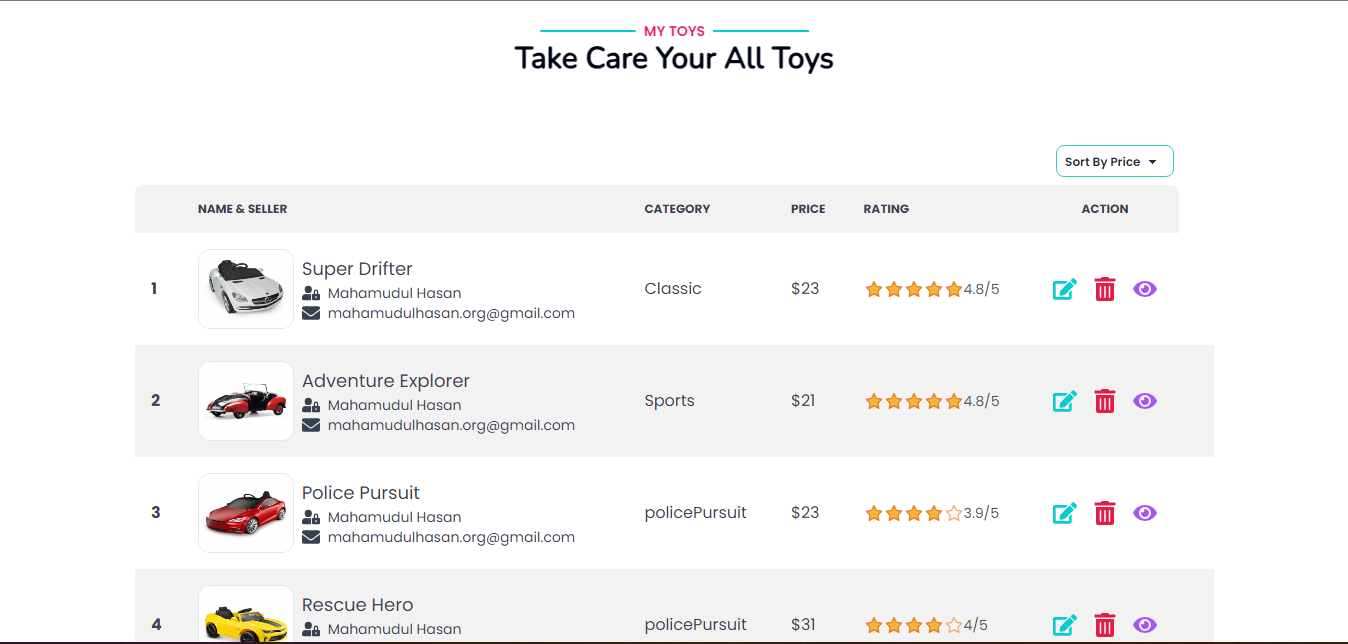 MY TOYS
Take Care Your All Toys
Sort By Price
NAME & SELLER CATEGORY PRICE RATING ACTION
1 Super Drifter Classic $23 4.8/5
Mahamudul Hasan
mahamudulhasan.org@gmail.com
2 Adventure Explorer Sports $21 4.8/5
Mahamudul Hasan
mahamudulhasan.org@gmail.com
3 Police Pursuit policePursuit $23 3.9/5
Mahamudul Hasan
mahamudulhasan.org@gmail.com
4 Rescue Hero policePursuit $31 4/5
Mahamudul Hasan